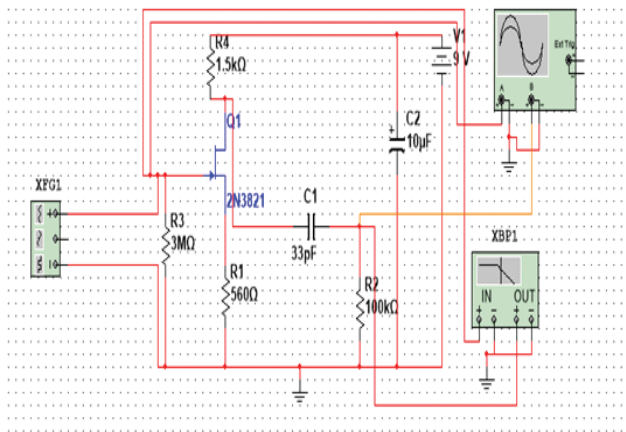 R4
1.5kΩ
V1
9 V
Ext Trig
+
-
A
B
+
-
+
-
Q1
C2
+
10µF
2N3821
XFG1
R3
3MΩ
C1
33pF
XBP1
IN
OUT
+
-
+
-
R1
560Ω
R2
100kΩ